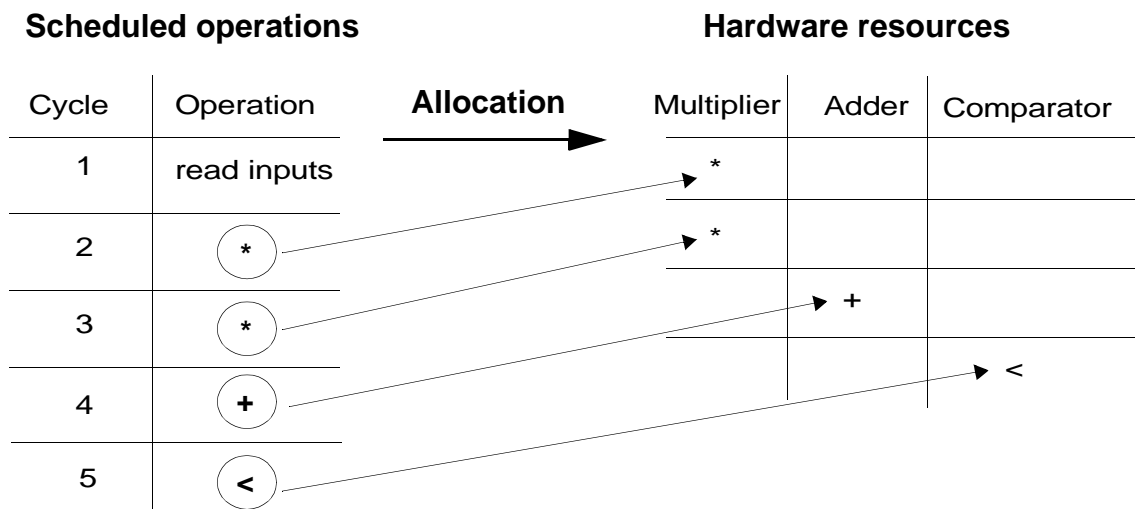 Scheduled operations
Hardware resources
Cycle Operation
Allocation
Multiplier Adder Comparator
1 read inputs
*
2 *
*
3 *
+
4 +
<
5 <